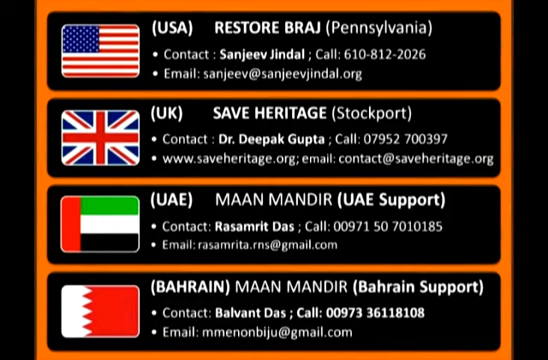 (USA) RESTORE BRAJ (Pennsylvania)
• Contact : Sanjeev Jindal ; Call: 610-812-2026
• Email: sanjeev@sanjeevjindal.org
(UK) SAVE HERITAGE (Stockport)
• Contact : Dr. Deepak Gupta ; Call: 07952 700397
• www.saveheritage.org; email: contact@saveheritage.org
(UAE) MAAN MANDIR (UAE Support)
• Contact: Rasamrit Das ; Call: 00971 50 7010185
• Email: rasamrita.rns@gmail.com
(BAHRAIN) MAAN MANDIR (Bahrain Support)
• Contact: Balvant Das ; Call: 00973 36118108
• Email: mmenonbiju@gmail.com